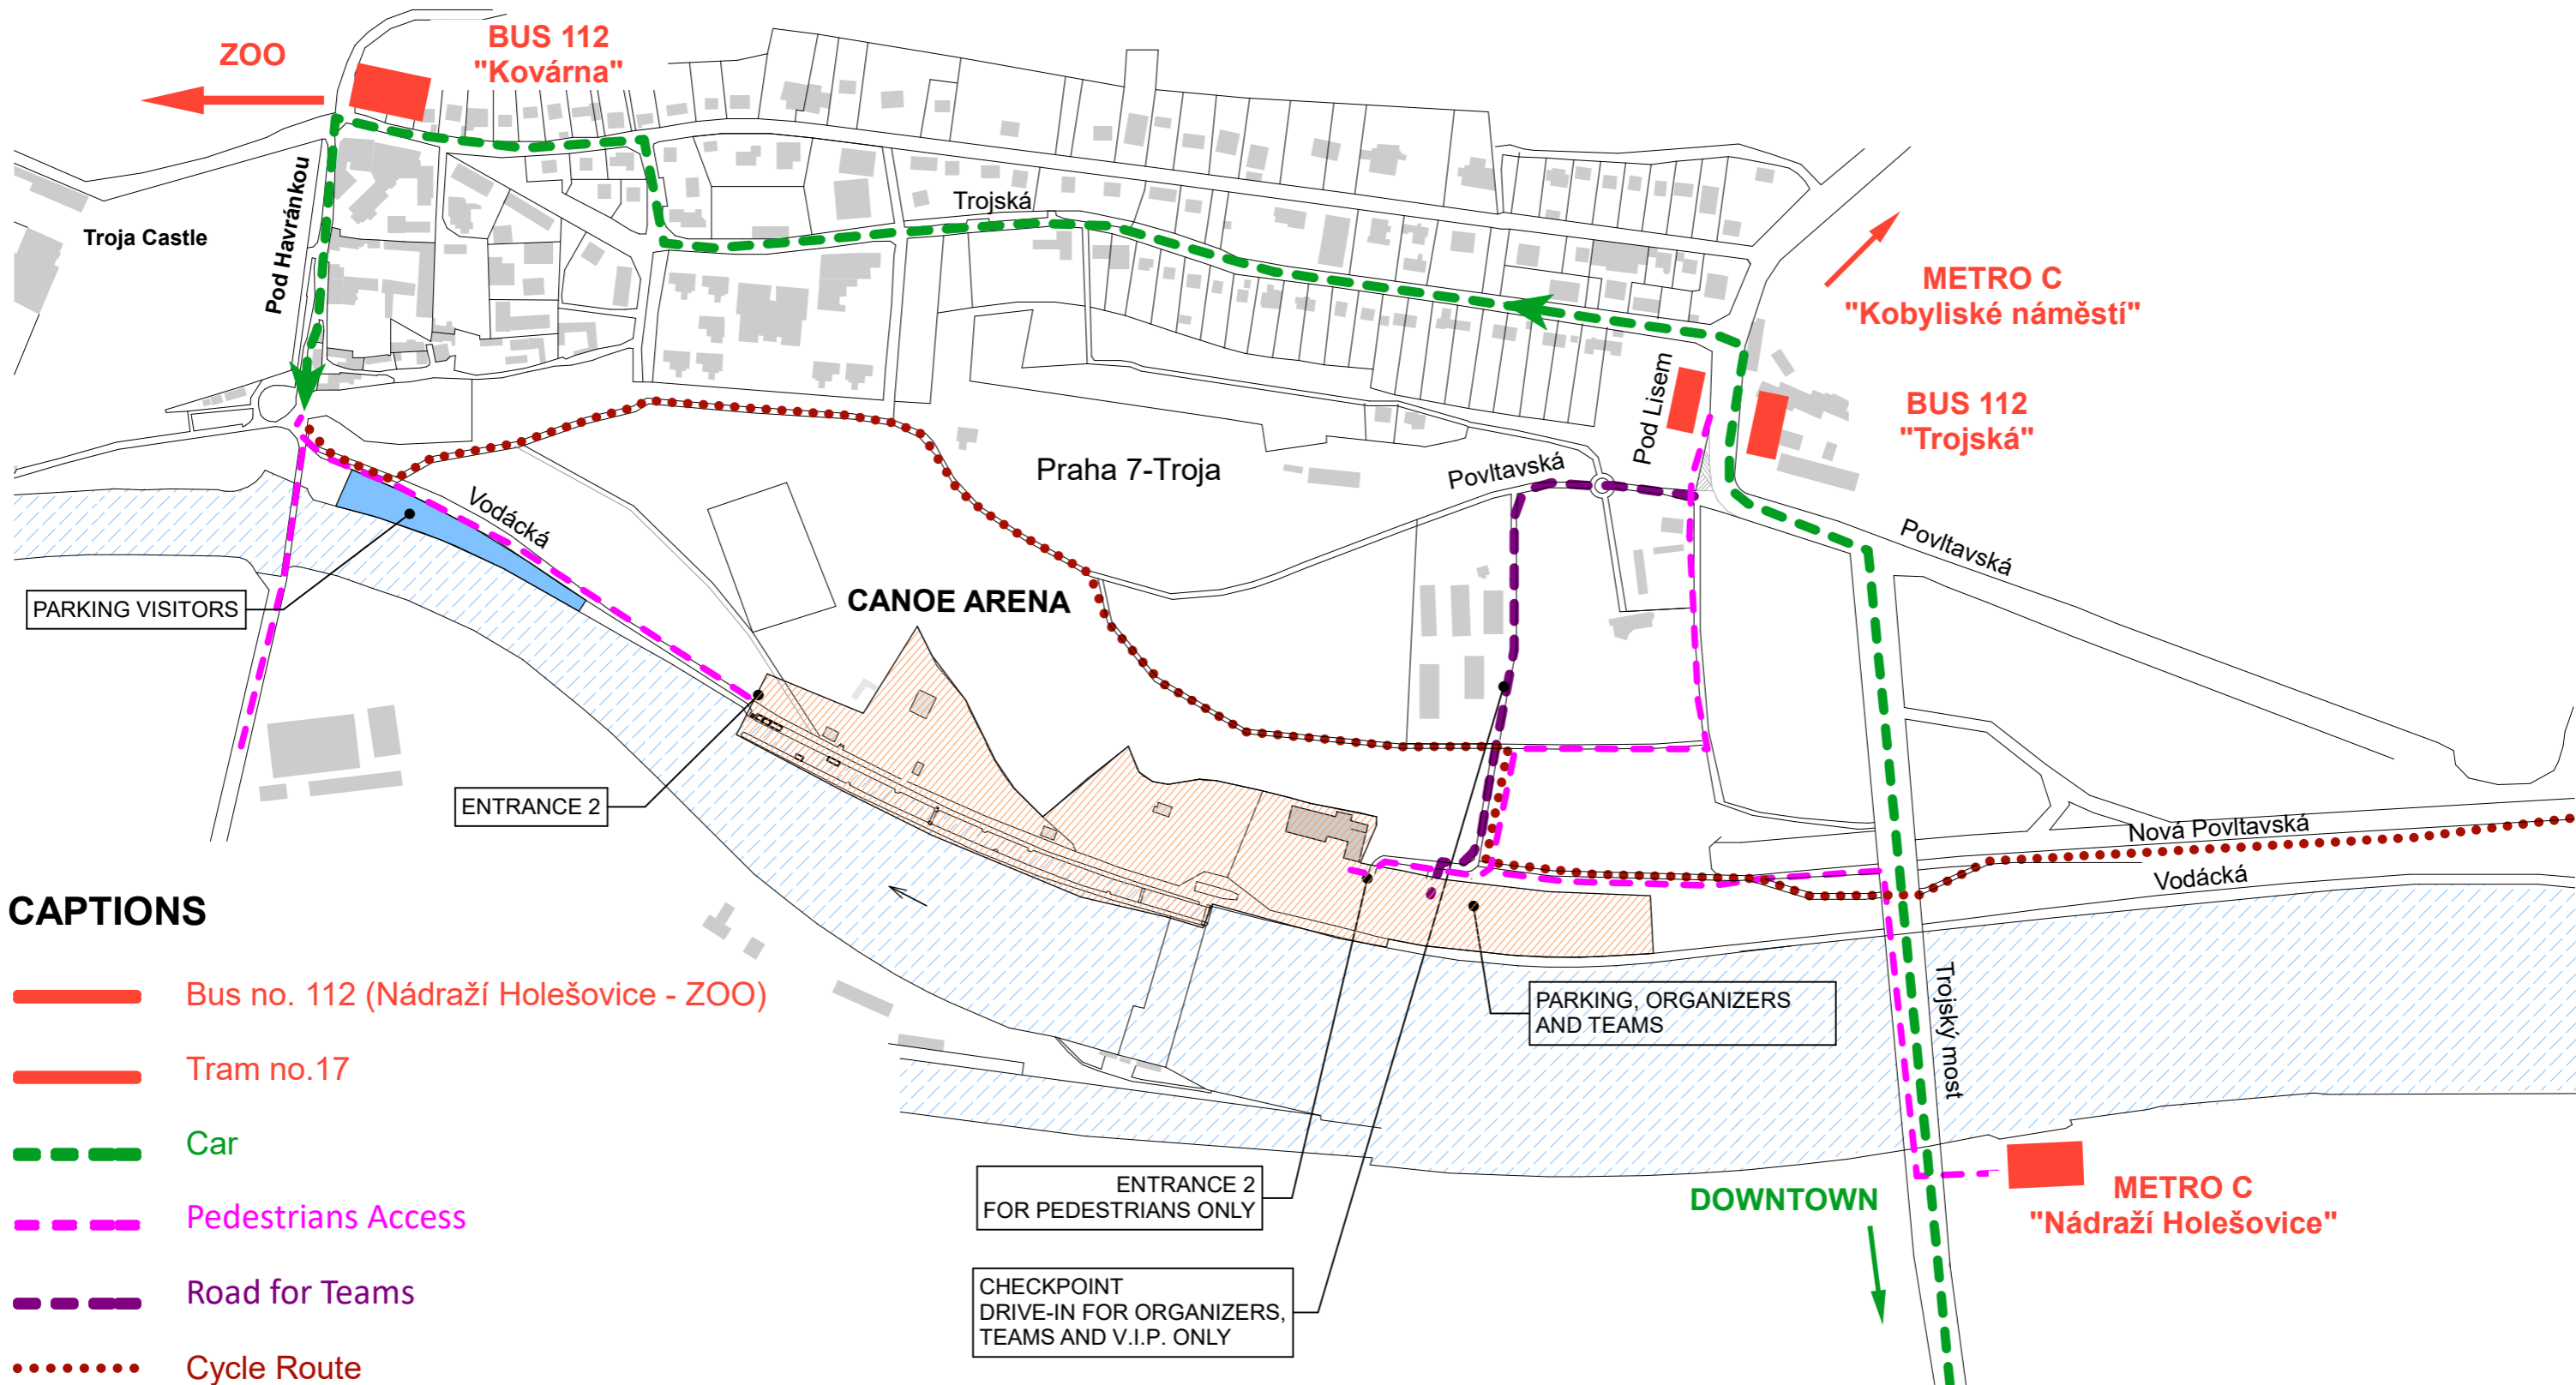 ZOO
BUS 112
"Kovárna"
Troja Castle
Pod Havránkou
Trojská
METRO C
"Kobyliské náměstí"
Pod Lisem
BUS 112
"Trojská"
Praha 7-Troja
Povltavská
Povltavská
Vodácká
PARKING VISITORS
CANOE ARENA
ENTRANCE 2
Nová Povltavská
Vodácká
Trojský most
PARKING, ORGANIZERS
AND TEAMS
ENTRANCE 2
FOR PEDESTRIANS ONLY
CHECKPOINT
DRIVE-IN FOR ORGANIZERS,
TEAMS AND V.I.P. ONLY
DOWNTOWN
METRO C
"Nádraží Holešovice"
CAPTIONS
Bus no. 112 (Nádraží Holešovice - ZOO)
Tram no.17
Car
Pedestrians Access
Road for Teams
Cycle Route